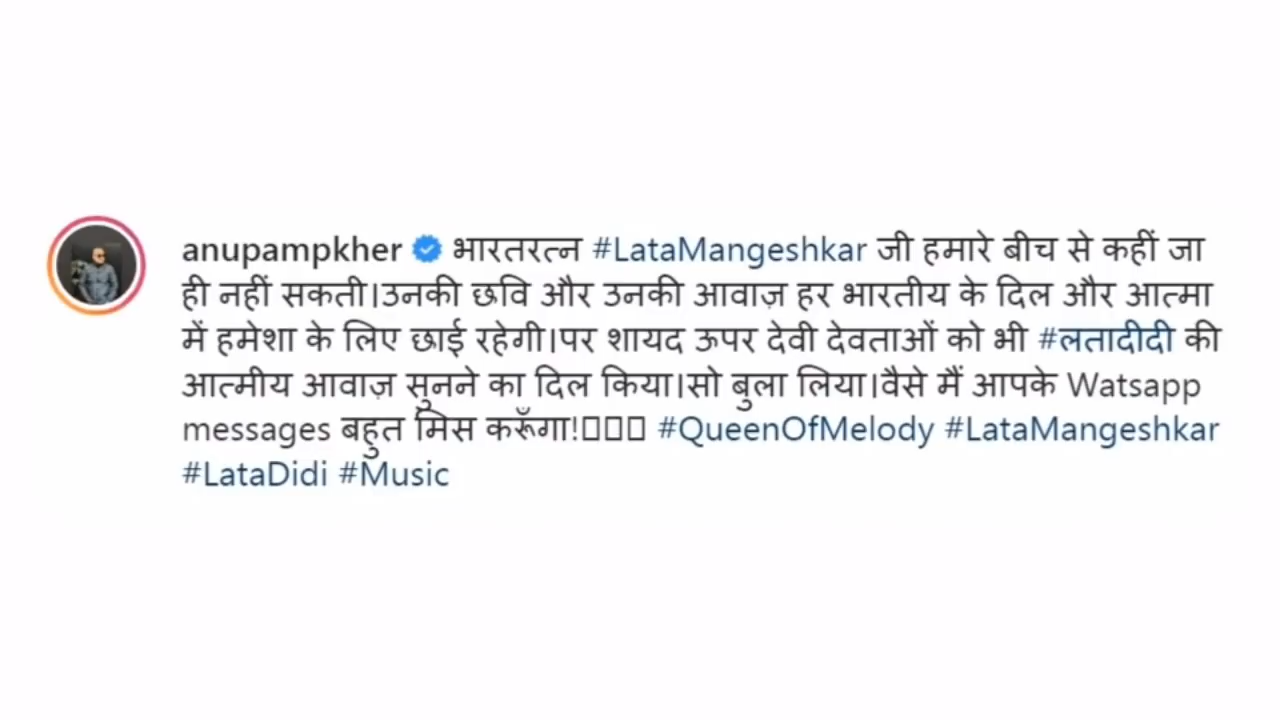 anupampkher भारतरत्न #LataMangeshkar जी हमारे बीच से कहीं जा
ही नहीं सकती।उनकी छवि और उनकी आवाज़ हर भारतीय के दिल और आत्मा
में हमेशा के लिए छाई रहेगी।पर शायद ऊपर देवी देवताओं को भी #लतादीदी की
आत्मीय आवाज़ सुनने का दिल किया।सो बुला लिया।वैसे मैं आपके Watsapp
messages बहुत मिस करूँगा!□□□ #QueenOfMelody #LataMangeshkar
#LataDidi #Music